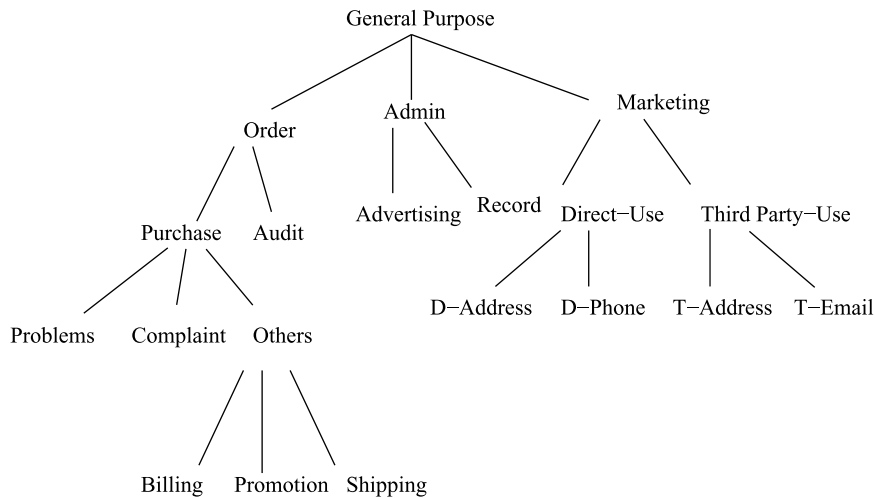 General Purpose
Order
Admin
Marketing
Purchase
Audit
Advertising
Record
Direct−Use
Third Party−Use
Problems
Complaint
Others
D−Address
D−Phone
T−Address
T−Email
Billing
Promotion
Shipping